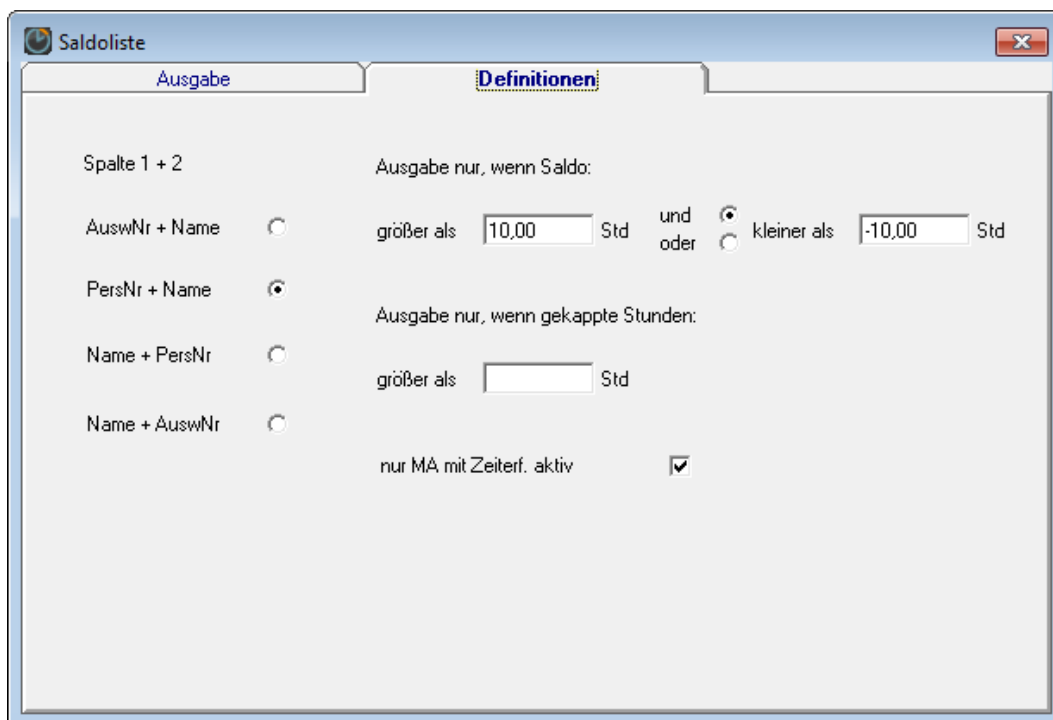 Saldoliste
Ausgabe
Definitionen
Spalte 1 + 2
AuswNr + Name
PersNr + Name
Name + PersNr
Name + AuswNr
Ausgabe nur, wenn Saldo:
größer als 10,00 Std und oder kleiner als -10,00 Std
Ausgabe nur, wenn gekappte Stunden:
größer als Std
nur MA mit Zeiterf. aktiv